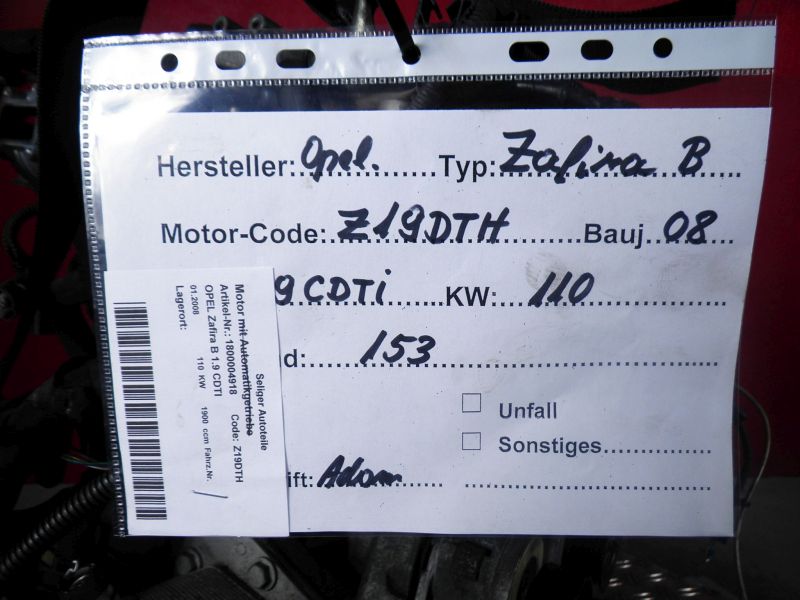 Hersteller: Opel. Typ: Zafira B
Motor-Code: Z19DTH Bauj. 08
9 CDTi KW: 110
d: 153
Unfall
Sonstiges
ift: Adam
Seliger Autoteile
Motor mit Automatikgetriebe
Artikel-Nr.: 1800004918 Code: Z19DTH
OPEL Zafira B 1.9 CDTI
01.2008 110 KW 1900 ccm Fahrz.Nr.
Lagerort: /